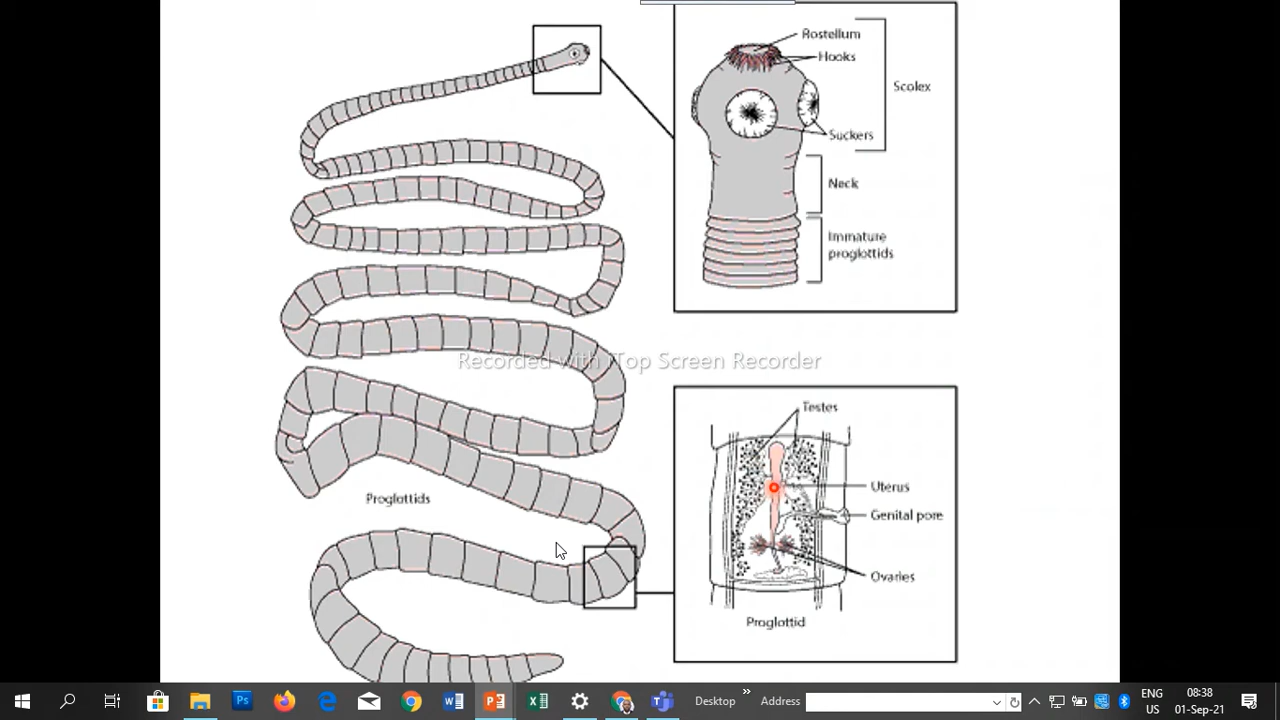 Rostellum
Hooks
Scolex
Suckers
Neck
Immature
proglottids
Recorded with iTop Screen Recorder
Testes
Uterus
Genital pore
Ovaries
Proglottid
Proglottids
Desktop
Address
ENG
US
08:38
01-Sep-21